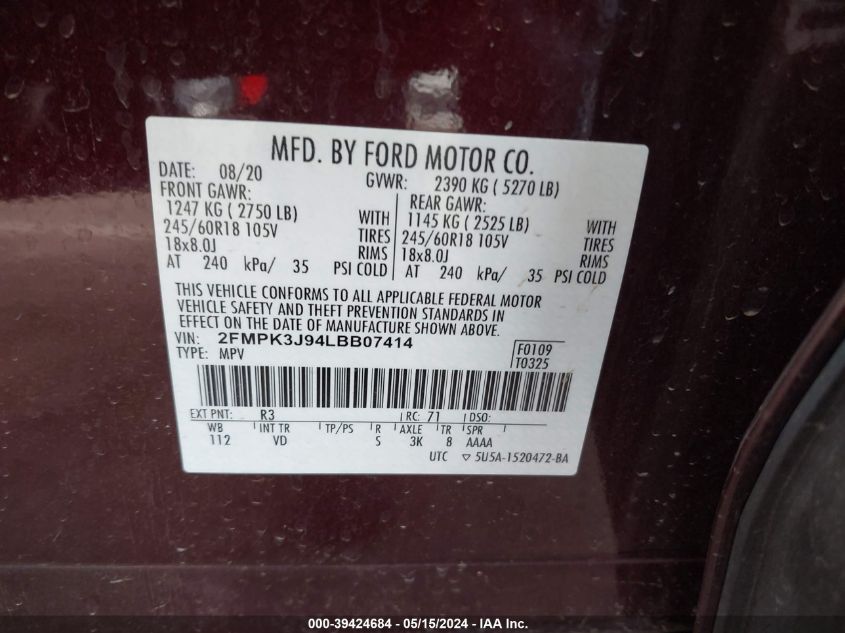 MFD. BY FORD MOTOR CO.
DATE: 08/20 GVWR: 2390 KG ( 5270 LB)
FRONT GAWR: REAR GAWR:
1247 KG ( 2750 LB) WITH 1145 KG ( 2525 LB) WITH
245/60R18 105V TIRES 245/60R18 105V TIRES
18x8.0J RIMS 18x8.0J RIMS
AT 240 kPa/ 35 PSI COLD AT 240 kPa/ 35 PSI COLD
THIS VEHICLE CONFORMS TO ALL APPLICABLE FEDERAL MOTOR
VEHICLE SAFETY AND THEFT PREVENTION STANDARDS IN
EFFECT ON THE DATE OF MANUFACTURE SHOWN ABOVE.
VIN: 2FMPK3J94LBB07414
TYPE: MPV F0109
T0325
EXT PNT: R3 RC: 71 DSO:
WB INT TR TP/PS R AXLE TR SPR
112 VD S 3K 8 AAAA
UTC ▽ 5U5A-1520472-BA
000-39424684 - 05/15/2024 - IAA Inc.